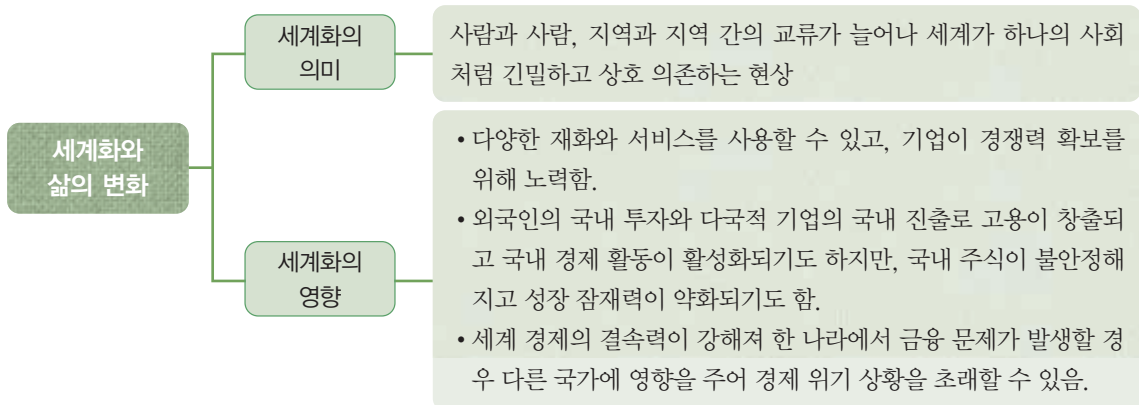 세계화와
삶의 변화
세계화의
의미
사람과 사람, 지역과 지역 간의 교류가 늘어나 세계가 하나의 사회
처럼 긴밀하고 상호 의존하는 현상
세계화의
영향
• 다양한 재화와 서비스를 사용할 수 있고, 기업이 경쟁력 확보를
위해 노력함.
• 외국인의 국내 투자와 다국적 기업의 국내 진출로 고용이 창출되
고 국내 경제 활동이 활성화되기도 하지만, 국내 주식이 불안정해
지고 성장 잠재력이 약화되기도 함.
• 세계 경제의 결속력이 강해져 한 나라에서 금융 문제가 발생할 경
우 다른 국가에 영향을 주어 경제 위기 상황을 초래할 수 있음.